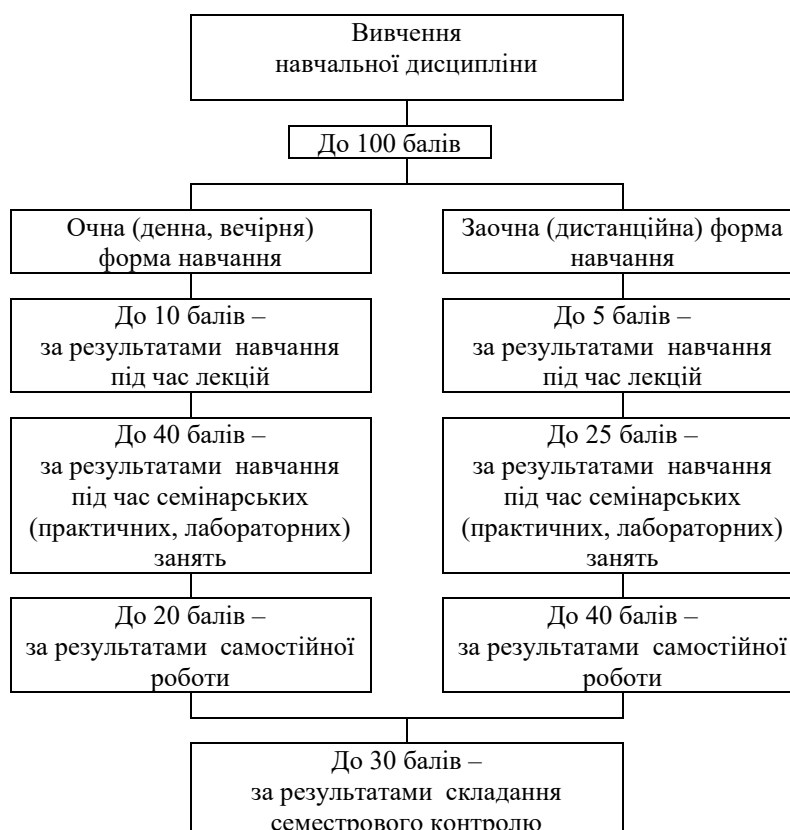 Вивчення
навчальної дисципліни
До 100 балів
Очна (денна, вечірня)
форма навчання
До 10 балів –
за результатами навчання
під час лекцій
До 40 балів –
за результатами навчання
під час семінарських
(практичних, лабораторних)
занять
До 20 балів –
за результатами самостійної
роботи
Заочна (дистанційна) форма
навчання
До 5 балів –
за результатами навчання
під час лекцій
До 25 балів –
за результатами навчання
під час семінарських
(практичних, лабораторних)
занять
До 40 балів –
за результатами самостійної
роботи
До 30 балів –
за результатами складання
семестрового контролю